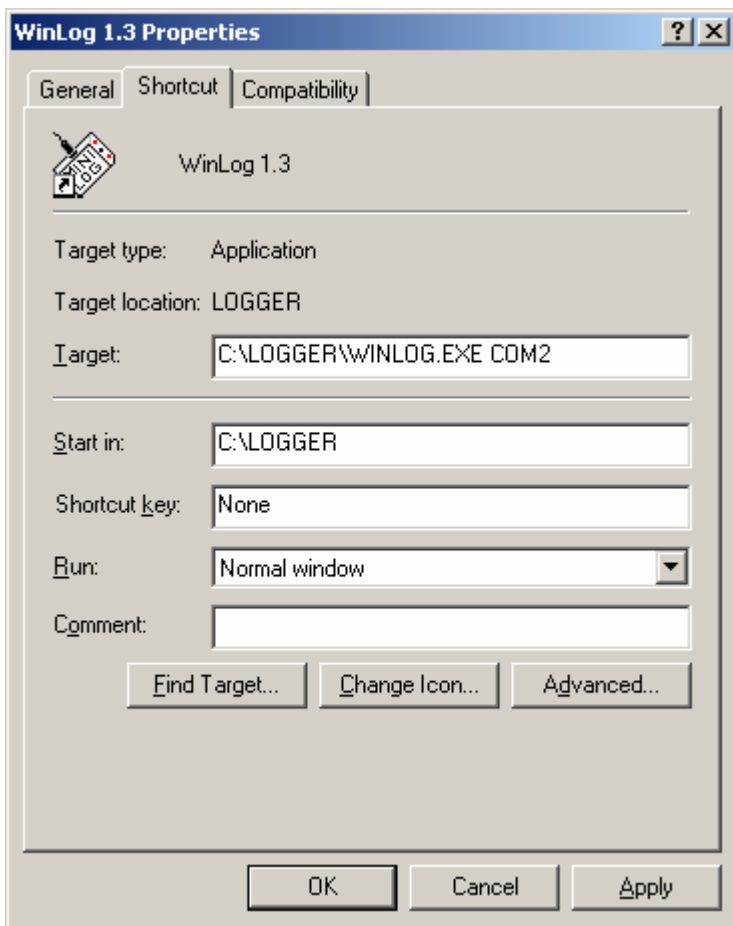 WinLog 1.3 Properties
General Shortcut Compatibility
MINI
LOG
WinLog 1.3
Target type: Application
Target location: LOGGER
Target: C:\LOGGER\WINLOG.EXE COM2
Start in: C:\LOGGER
Shortcut key: None
Run: Normal window
Comment:
Find Target... Change Icon... Advanced...
OK Cancel Apply